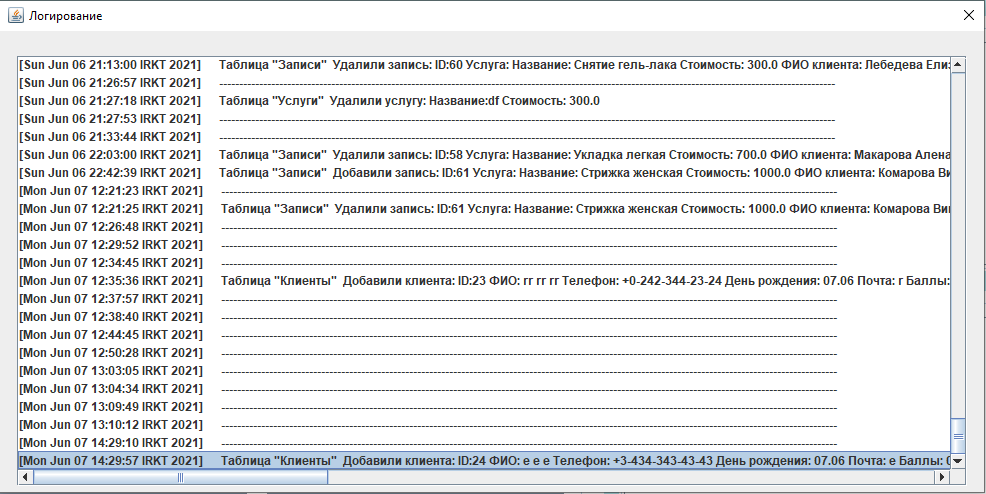 Логирование
[Sun Jun 06 21:13:00 IRKT 2021] Таблица "Записи" Удалили запись: ID:60 Услуга: Название: Снятие гель-лака Стоимость: 300.0 ФИО клиента: Лебедева Ели
[Sun Jun 06 21:26:57 IRKT 2021] ----------------------------------------
[Sun Jun 06 21:27:18 IRKT 2021] Таблица "Услуги" Удалили услугу: Название:df Стоимость: 300.0
[Sun Jun 06 21:27:53 IRKT 2021] ----------------------------------------
[Sun Jun 06 21:33:44 IRKT 2021] ----------------------------------------
[Sun Jun 06 22:03:00 IRKT 2021] Таблица "Записи" Удалили запись: ID:58 Услуга: Название: Укладка легкая Стоимость: 700.0 ФИО клиента: Макарова Алена
[Sun Jun 06 22:42:39 IRKT 2021] Таблица "Записи" Добавили запись: ID:61 Услуга: Название: Стрижка женская Стоимость: 1000.0 ФИО клиента: Комарова Ви
[Mon Jun 07 12:21:23 IRKT 2021] ----------------------------------------
[Mon Jun 07 12:21:25 IRKT 2021] Таблица "Записи" Удалили запись: ID:61 Услуга: Название: Стрижка женская Стоимость: 1000.0 ФИО клиента: Комарова Ви
[Mon Jun 07 12:26:48 IRKT 2021] ----------------------------------------
[Mon Jun 07 12:29:52 IRKT 2021] ----------------------------------------
[Mon Jun 07 12:34:45 IRKT 2021] ----------------------------------------
[Mon Jun 07 12:35:36 IRKT 2021] Таблица "Клиенты" Добавили клиента: ID:23 ФИО: гг гг гг Телефон: +0-242-344-23-24 День рождения: 07.06 Почта: г Баллы:
[Mon Jun 07 12:37:57 IRKT 2021] ----------------------------------------
[Mon Jun 07 12:38:40 IRKT 2021] ----------------------------------------
[Mon Jun 07 12:44:45 IRKT 2021] ----------------------------------------
[Mon Jun 07 12:50:28 IRKT 2021] ----------------------------------------
[Mon Jun 07 13:03:05 IRKT 2021] ----------------------------------------
[Mon Jun 07 13:04:34 IRKT 2021] ----------------------------------------
[Mon Jun 07 13:09:49 IRKT 2021] ----------------------------------------
[Mon Jun 07 13:10:12 IRKT 2021] ----------------------------------------
[Mon Jun 07 14:29:10 IRKT 2021] ----------------------------------------
[Mon Jun 07 14:29:57 IRKT 2021] Таблица "Клиенты" Добавили клиента: ID:24 ФИО: е е е Телефон: +3-434-343-43-43 День рождения: 07.06 Почта: е Баллы: